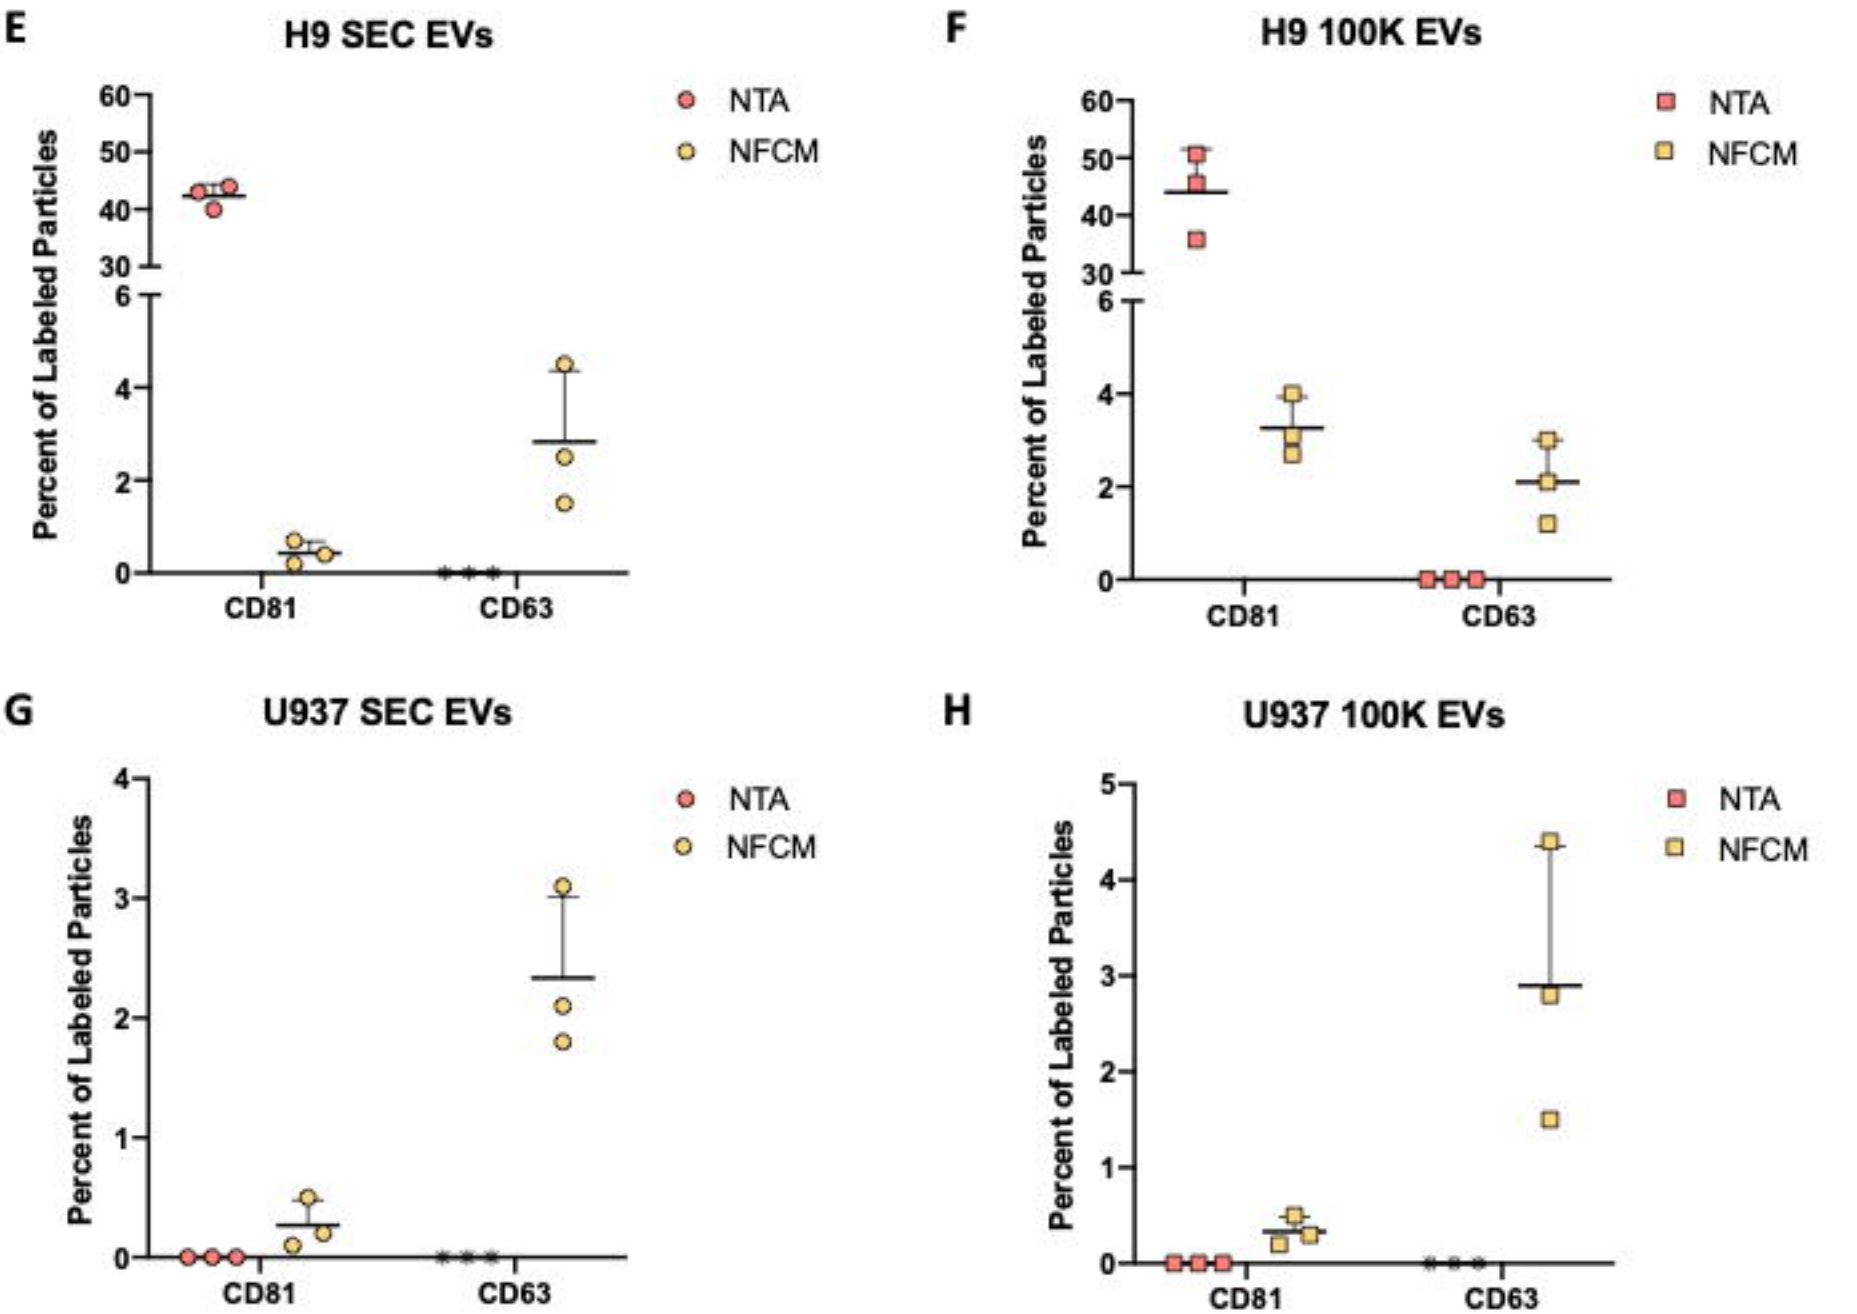 E
H9 SEC EVs
Percent of Labeled Particles
60
50
40
30
6
4
2
0
CD81
CD63
NTA
NFCM
F
H9 100K EVs
Percent of Labeled Particles
60
50
40
30
6
4
2
0
CD81
CD63
NTA
NFCM
G
U937 SEC EVs
Percent of Labeled Particles
4
3
2
1
0
CD81
CD63
NTA
NFCM
H
U937 100K EVs
Percent of Labeled Particles
5
4
3
2
1
0
CD81
CD63
NTA
NFCM